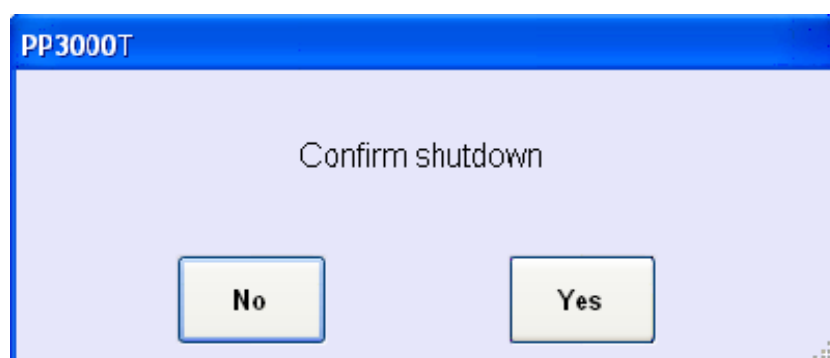 PP3000T
Confirm shutdown
No
Yes